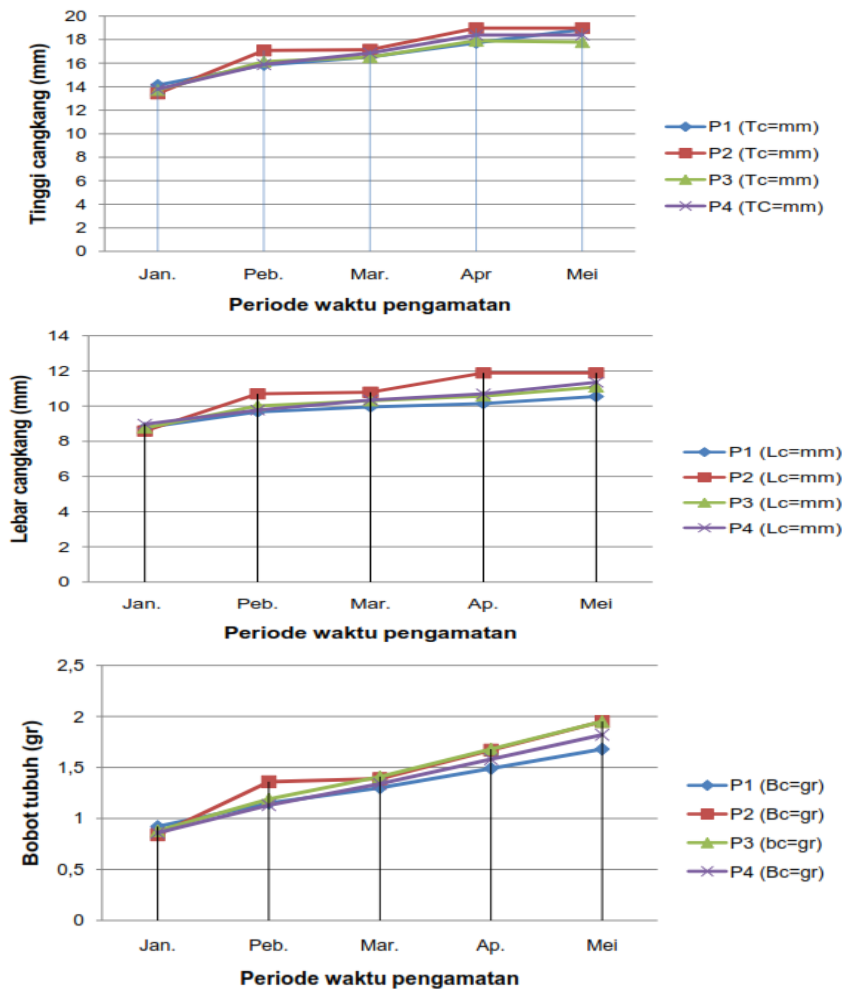 Tinggi cangkang (mm)
20
18
16
14
12
10
8
6
4
2
0
Jan. Peb. Mar. Apr Mei
Periode waktu pengamatan
P1 (Tc=mm)
P2 (Tc=mm)
P3 (Tc=mm)
P4 (TC=mm)
Lebar cangkang (mm)
14
12
10
8
6
4
2
0
Jan. Peb. Mar. Ap. Mei
Periode waktu pengamatan
P1 (Lc=mm)
P2 (Lc=mm)
P3 (Lc=mm)
P4 (Lc=mm)
Bobot tubuh (gr)
2,5
2
1,5
1
0,5
0
Jan. Peb. Mar. Ap. Mei
Periode waktu pengamatan
P1 (Bc=gr)
P2 (Bc=gr)
P3 (bc=gr)
P4 (Bc=gr)